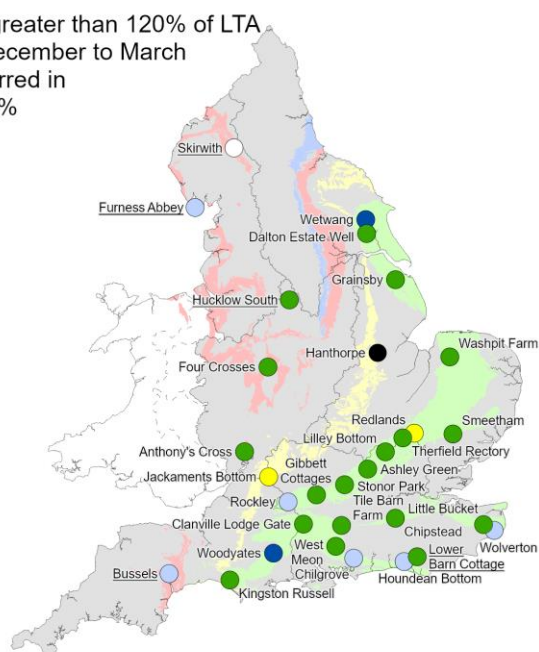 greater than 120% of LTA
ecember to March
rred in
%
Skirwith
Furness Abbey
Wetwang
Dalton Estate Well
Grainsby
Hucklow South
Hanthorpe
Washpit Farm
Four Crosses
Redlands
Smeetham
Lilley Bottom
Therfield Rectory
Anthony's Cross
Gibbett
Ashley Green
Jackaments Bottom
Cottages
Stonor Park
Rockley
Tile Barn
Farm
Little Bucket
Clanville Lodge Gate
Chipstead
Woodyates
West
Meon
Lower
Wolverton
Bussels
Chilgrove
Barn Cottage
Houndean Bottom
Kingston Russell